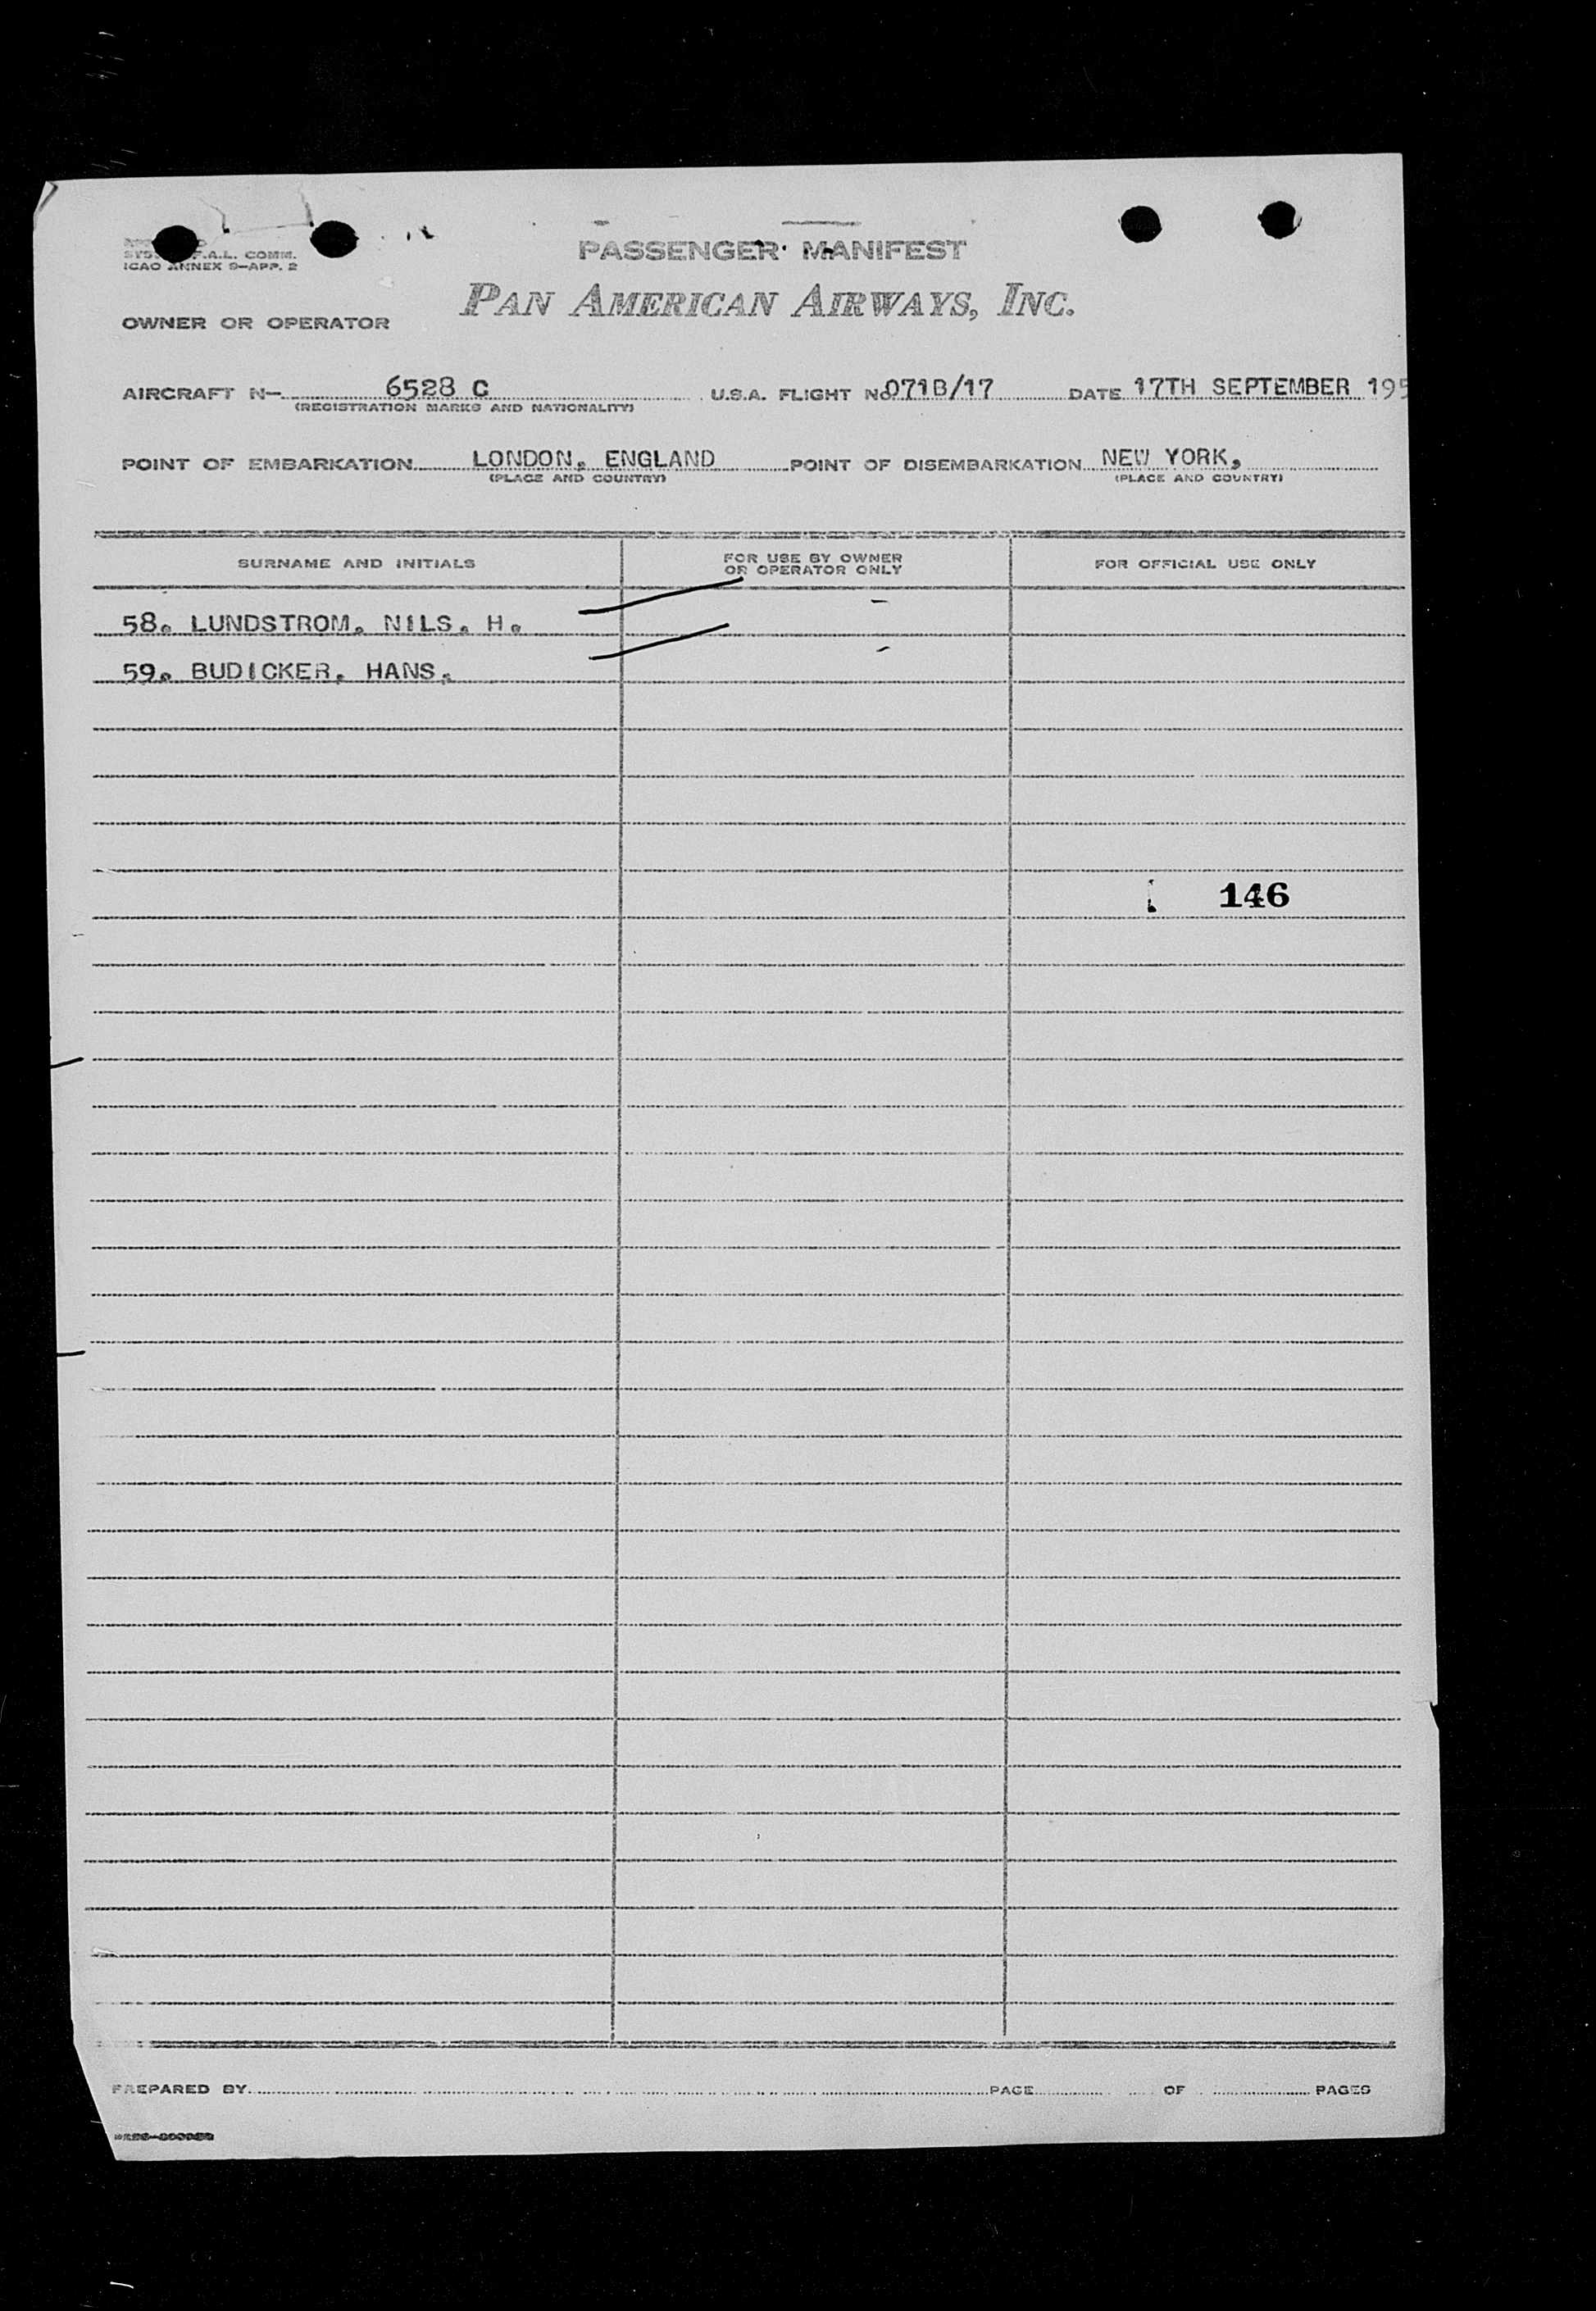 F.A.L. COMM.
ICAO ANNEX 9-APP. 2
PASSENGER MANIFEST
PAN AMERICAN AIRWAYS, INC.
OWNER OR OPERATOR
AIRCRAFT N- 6528 C U.S.A. FLIGHT NO. 071B/17 DATE 17TH SEPTEMBER 195
(REGISTRATION MARKS AND NATIONALITY)
POINT OF EMBARKATION LONDON, ENGLAND POINT OF DISEMBARKATION NEW YORK,
(PLACE AND COUNTRY) (PLACE AND COUNTRY)
SURNAME AND INITIALS FOR USE BY OWNER OR OPERATOR ONLY FOR OFFICIAL USE ONLY
58. LUNDSTROM. NILS. H.
59. BUDICKER. HANS.
146
PREPARED BY PAGE OF PAGES